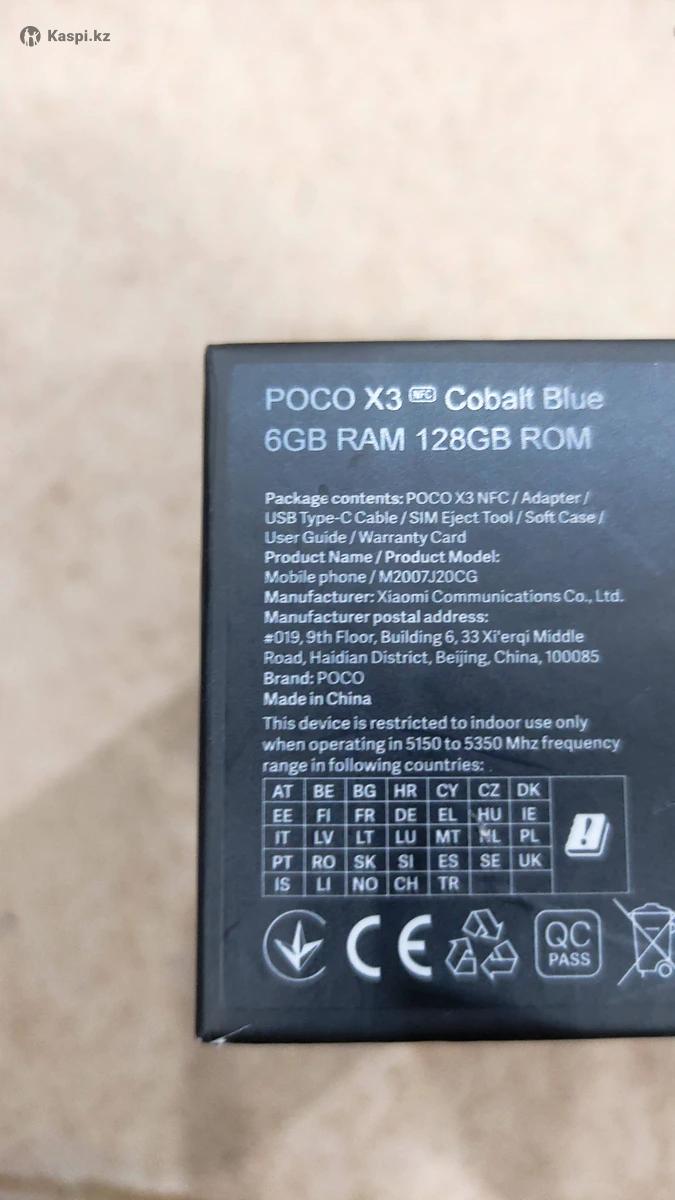 Kaspi.kz
POCO X3 NFC Cobalt Blue
6GB RAM 128GB ROM
Package contents: POCO X3 NFC / Adapter /
USB Type-C Cable / SIM Eject Tool / Soft Case /
User Guide / Warranty Card
Product Name / Product Model:
Mobile phone / M2007J20CG
Manufacturer: Xiaomi Communications Co., Ltd.
Manufacturer postal address:
#019, 9th Floor, Building 6, 33 Xi'erqi Middle
Road, Haidian District, Beijing, China, 100085
Brand: POCO
Made in China
This device is restricted to indoor use only
when operating in 5150 to 5350 Mhz frequency
range in following countries:
AT BE BG HR CY CZ DK
EE FI FR DE EL HU IE
IT LV LT LU MT NL PL
PT RO SK SI ES SE UK
IS LI NO CH TR
CE QC
PASS